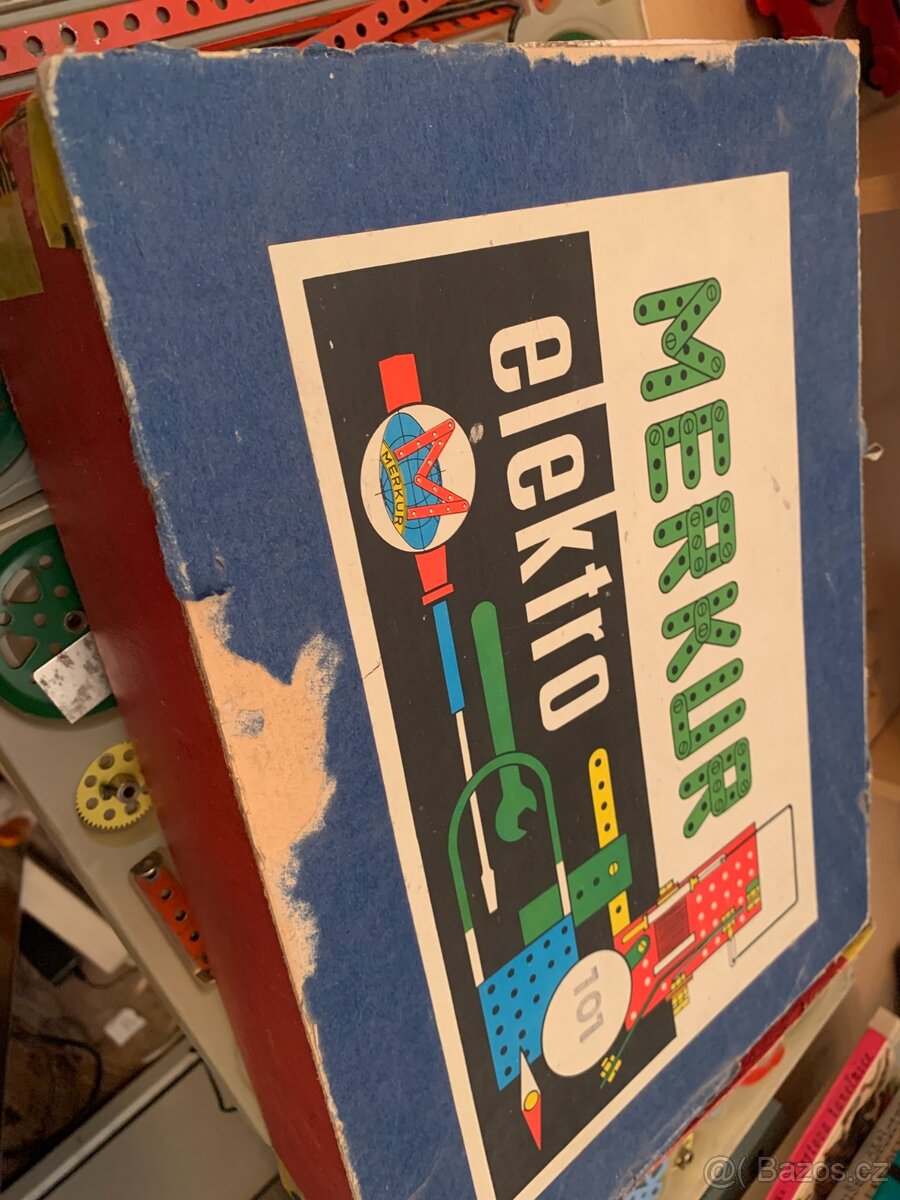 MERKUR
elektro
MERKUR
101
@( Bazos.cz